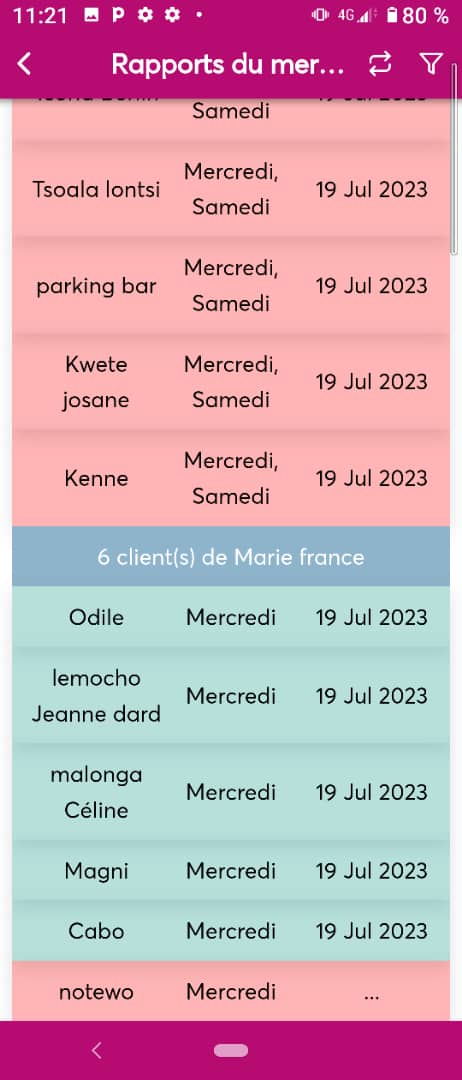 11:21 P 4G 80 %
Rapports du mer...
Samedi
Tsoala lontsi Mercredi, Samedi 19 Jul 2023
parking bar Mercredi, Samedi 19 Jul 2023
Kwete josane Mercredi, Samedi 19 Jul 2023
Kenne Mercredi, Samedi 19 Jul 2023
6 client(s) de Marie france
Odile Mercredi 19 Jul 2023
lemocho Jeanne dard Mercredi 19 Jul 2023
malonga Céline Mercredi 19 Jul 2023
Magni Mercredi 19 Jul 2023
Cabo Mercredi 19 Jul 2023
notewo Mercredi ...